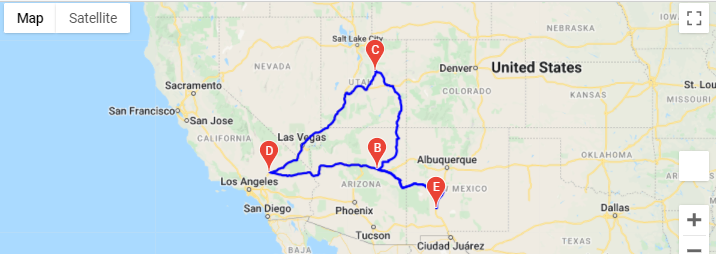 Map
Satellite
NEBRASKA
Salt Lake City
C
Denver
United States
NEVADA
UTAH
Sacramento
COLORADO
KANSAS
St. Lou
MISSOURI
San Francisco
San Jose
CALIFORNIA
Las Vegas
D
B
Albuquerque
OKLAHOMA
Los Angeles
ARIZONA
E
MEXICO
San Diego
Phoenix
Dallas
Tucson
TEXAS
Ciudad Juárez
BAJA
+
−